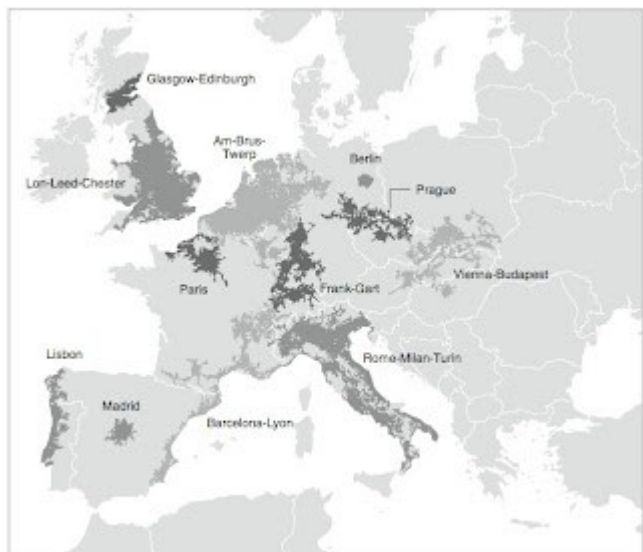 Glasgow-Edinburgh
Am-Brus-
Twerp
Berlin
Lon-Leed-Chester
Prague
Vienna-Budapest
Paris
Frank-Gart
Lisbon
Rome-Milan-Turin
Madrid
Barcelona-Lyon